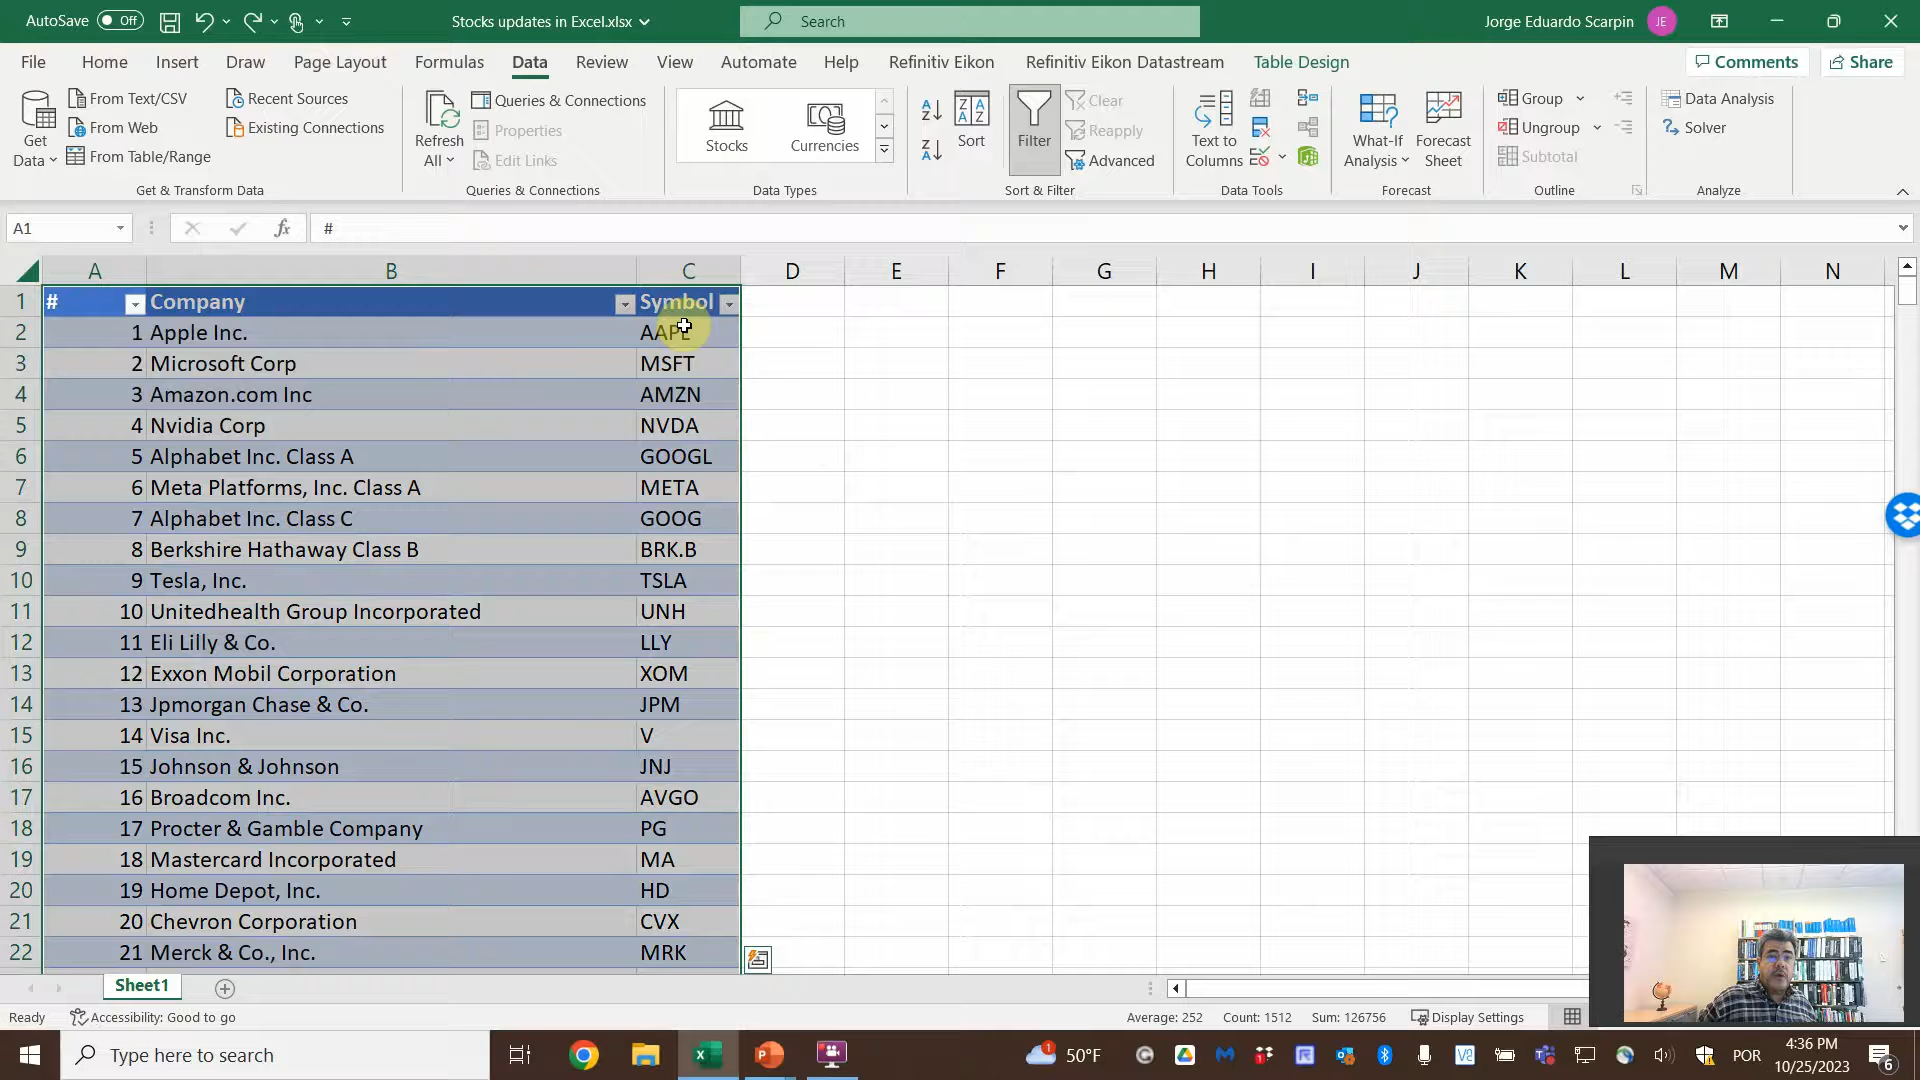 AutoSave Off Stocks updates in Excel.xlsx Search Jorge Eduardo Scarpin JE
File Home Insert Draw Page Layout Formulas Data Review View Automate Help Refinitiv Eikon Refinitiv Eikon Datastream Table Design Comments Share
Get Data
From Text/CSV
From Web
From Table/Range
Recent Sources
Existing Connections
Get & Transform Data
Refresh All
Queries & Connections
Properties
Edit Links
Queries & Connections
Stocks Currencies
Data Types
Sort
Filter
Clear
Reapply
Advanced
Sort & Filter
Text to Columns
Data Tools
What-If Analysis
Forecast Sheet
Forecast
Group
Ungroup
Subtotal
Outline
Data Analysis
Solver
Analyze
A1 fx #
A B C D E F G H I J K L M N
1 # Company Symbol
2 1 Apple Inc. AAPL
3 2 Microsoft Corp MSFT
4 3 Amazon.com Inc AMZN
5 4 Nvidia Corp NVDA
6 5 Alphabet Inc. Class A GOOGL
7 6 Meta Platforms, Inc. Class A META
8 7 Alphabet Inc. Class C GOOG
9 8 Berkshire Hathaway Class B BRK.B
10 9 Tesla, Inc. TSLA
11 10 Unitedhealth Group Incorporated UNH
12 11 Eli Lilly & Co. LLY
13 12 Exxon Mobil Corporation XOM
14 13 Jpmorgan Chase & Co. JPM
15 14 Visa Inc. V
16 15 Johnson & Johnson JNJ
17 16 Broadcom Inc. AVGO
18 17 Procter & Gamble Company PG
19 18 Mastercard Incorporated MA
20 19 Home Depot, Inc. HD
21 20 Chevron Corporation CVX
22 21 Merck & Co., Inc. MRK
Sheet1
Ready Accessibility: Good to go Average: 252 Count: 1512 Sum: 126756 Display Settings
Type here to search 50°F POR 4:36 PM
10/25/2023 6